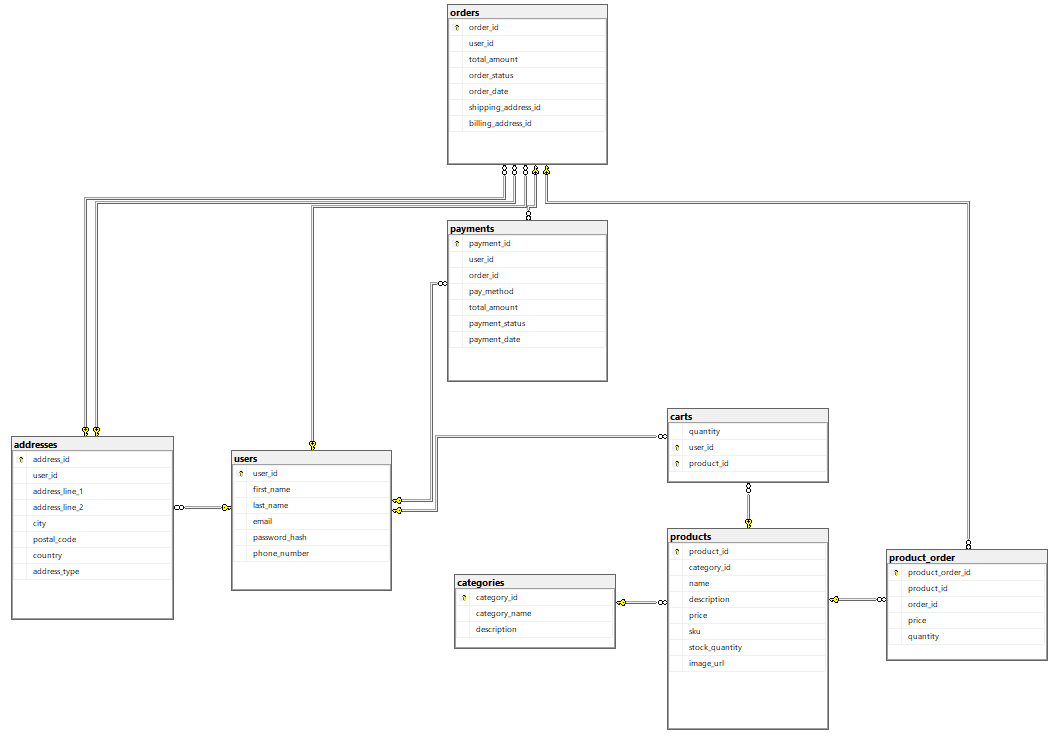 orders
order_id
user_id
total_amount
order_status
order_date
shipping_address_id
billing_address_id
payments
payment_id
user_id
order_id
pay_method
total_amount
payment_status
payment_date
addresses
address_id
user_id
address_line_1
address_line_2
city
postal_code
country
address_type
users
user_id
first_name
last_name
email
password_hash
phone_number
carts
quantity
user_id
product_id
categories
category_id
category_name
description
products
product_id
category_id
name
description
price
sku
stock_quantity
image_url
product_order
product_order_id
product_id
order_id
price
quantity